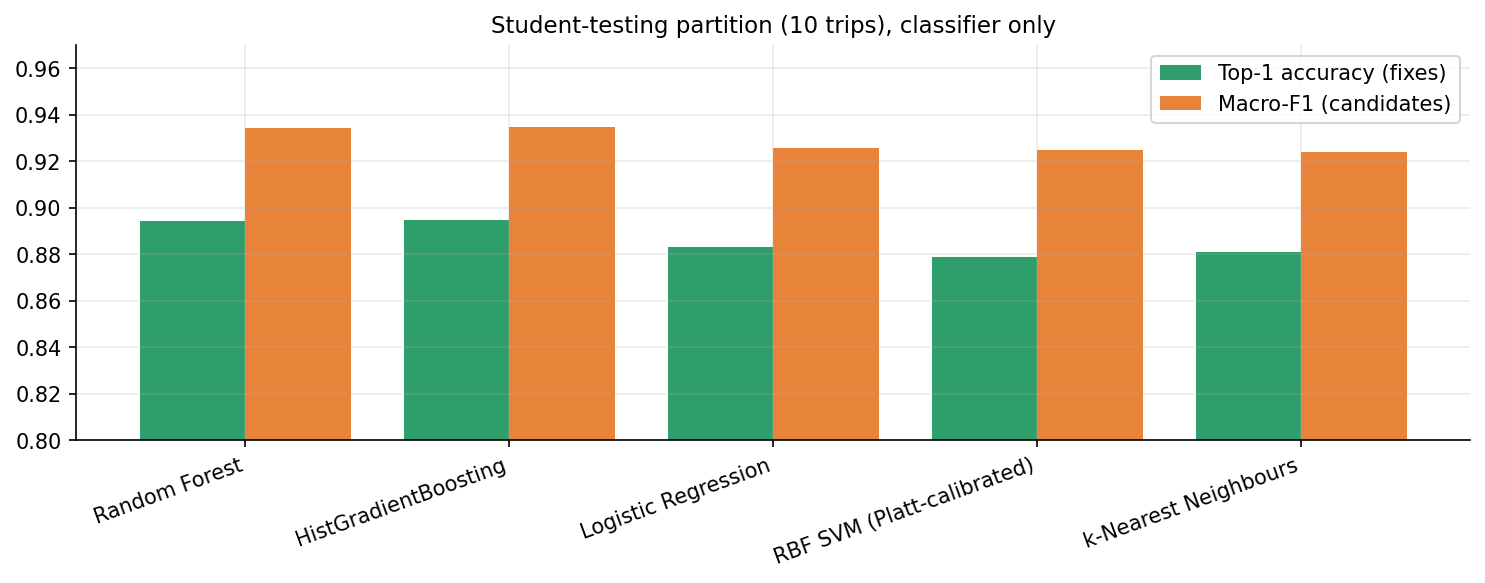 Student-testing partition (10 trips), classifier only
Top-1 accuracy (fixes)
Macro-F1 (candidates)
0.96
0.94
0.92
0.90
0.88
0.86
0.84
0.82
0.80
Random Forest
HistGradientBoosting
Logistic Regression
RBF SVM (Platt-calibrated)
k-Nearest Neighbours